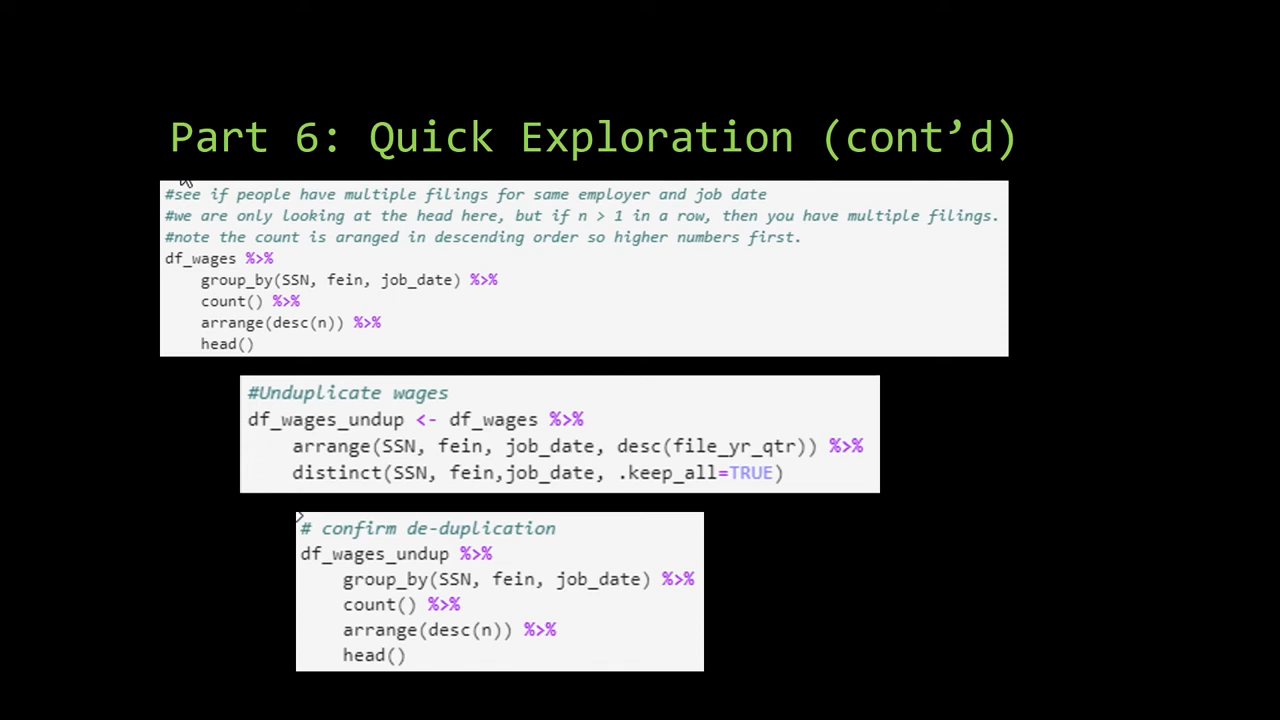 Part 6: Quick Exploration (cont’d)
#see if people have multiple filings for same employer and job date
#we are only looking at the head here, but if n > 1 in a row, then you have multiple filings.
#note the count is aranged in descending order so higher numbers first.
df_wages %>%
    group_by(SSN, fein, job_date) %>%
    count() %>%
    arrange(desc(n)) %>%
    head()
#Unduplicate wages
df_wages_undup <- df_wages %>%
    arrange(SSN, fein, job_date, desc(file_yr_qtr)) %>%
    distinct(SSN, fein,job_date, .keep_all=TRUE)
# confirm de-duplication
df_wages_undup %>%
    group_by(SSN, fein, job_date) %>%
    count() %>%
    arrange(desc(n)) %>%
    head()